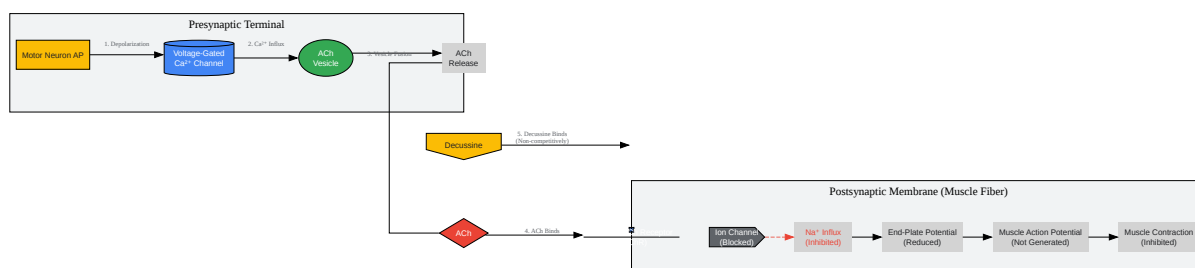 Presynaptic Terminal
Motor Neuron AP
1. Depolarization
Voltage-Gated
Ca²⁺ Channel
2. Ca²⁺ Influx
ACh
Vesicle
3. Vesicle Fusion
ACh
Release
Decussine
5. Decussine Binds
(Non-competitively)
ACh
4. ACh Binds
Postsynaptic Membrane (Muscle Fiber)
Ion Channel
(Blocked)
Na⁺ Influx
(Inhibited)
End-Plate Potential
(Reduced)
Muscle Action Potential
(Not Generated)
Muscle Contraction
(Inhibited)